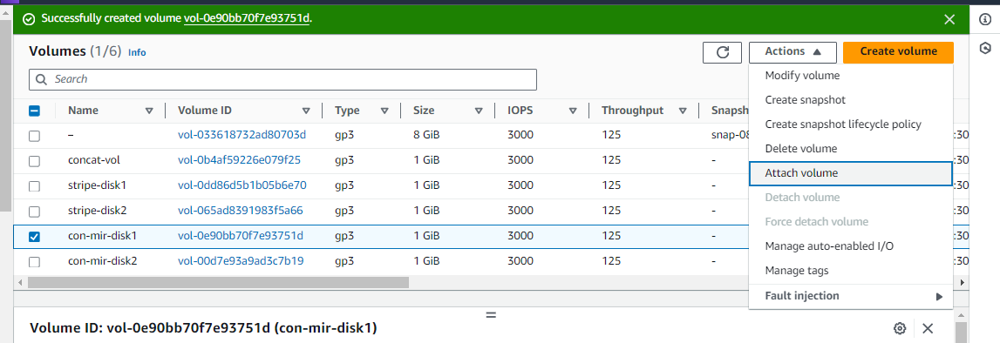 Successfully created volume vol-0e90bb70f7e93751d.
Volumes (1/6) Info
Actions
Create volume
Search
Modify volume
Create snapshot
Create snapshot lifecycle policy
Delete volume
Attach volume
Detach volume
Force detach volume
Manage auto-enabled I/O
Manage tags
Fault injection
Name Volume ID Type Size IOPS Throughput Snapsh
– vol-033618732ad80703d gp3 8 GiB 3000 125 snap-08 :30
concat-vol vol-0b4af59226e079f25 gp3 1 GiB 3000 125 - :30
stripe-disk1 vol-0dd86d5b1b05b6e70 gp3 1 GiB 3000 125 - :30
stripe-disk2 vol-065ad8391983f5a66 gp3 1 GiB 3000 125 - :30
con-mir-disk1 vol-0e90bb70f7e93751d gp3 1 GiB 3000 125 - :30
con-mir-disk2 vol-00d7e93a9ad3c7b19 gp3 1 GiB 3000 125 - :30
Volume ID: vol-0e90bb70f7e93751d (con-mir-disk1)